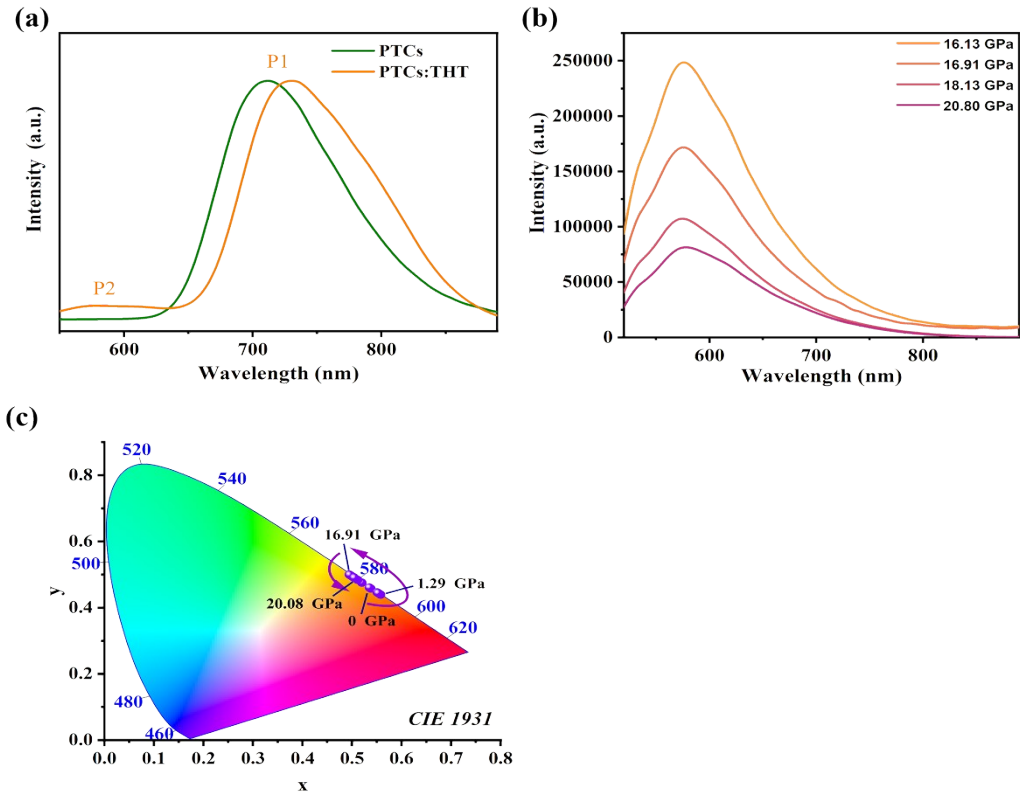 (a)
PTCs
PTCs:THT
P1
P2
Intensity (a.u.)
600
700
800
Wavelength (nm)
(b)
16.13 GPa
16.91 GPa
18.13 GPa
20.80 GPa
250000
200000
150000
100000
50000
0
Intensity (a.u.)
600
700
800
Wavelength (nm)
(c)
0.8
0.6
0.4
0.2
0.0
y
520
540
560
500
16.91 GPa
580
1.29 GPa
20.08 GPa
0 GPa
600
620
480
460
CIE 1931
0.0
0.1
0.2
0.3
0.4
0.5
0.6
0.7
0.8
x